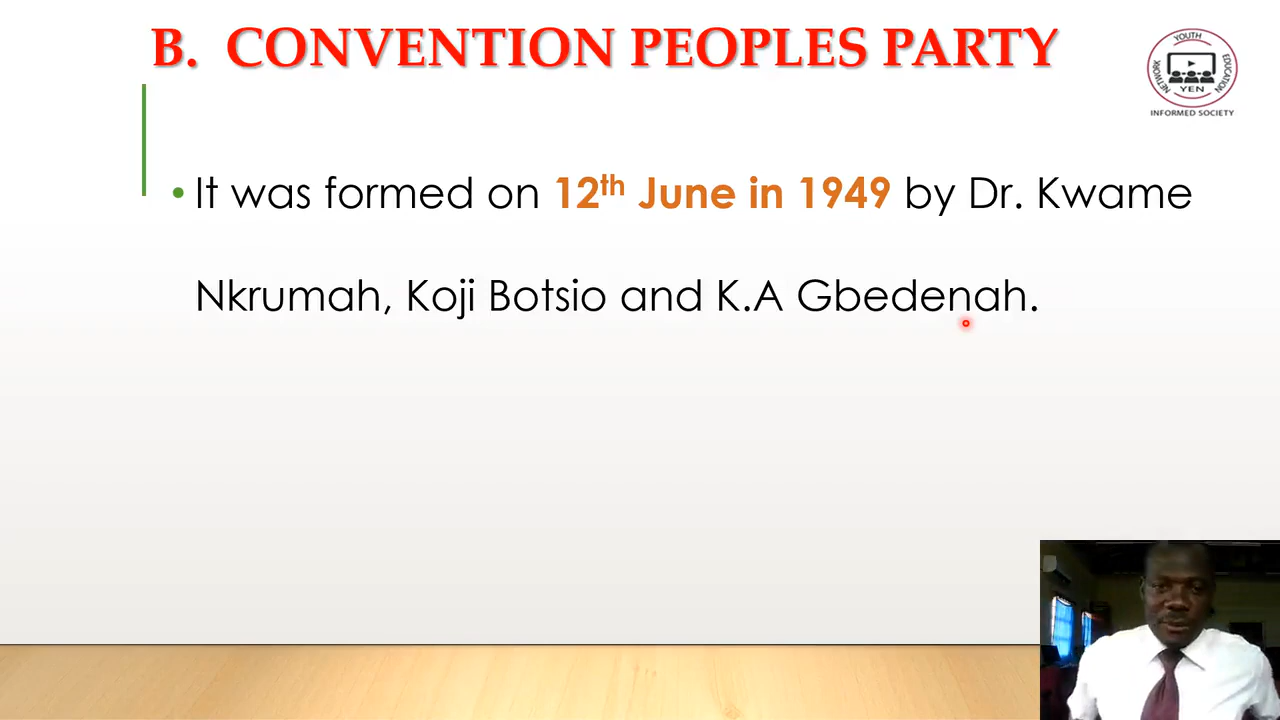 B. CONVENTION PEOPLES PARTY
YOUTH
EDUCATION
NETWORK
YEN
INFORMED SOCIETY
• It was formed on 12th June in 1949 by Dr. Kwame
Nkrumah, Koji Botsio and K.A Gbedenah.